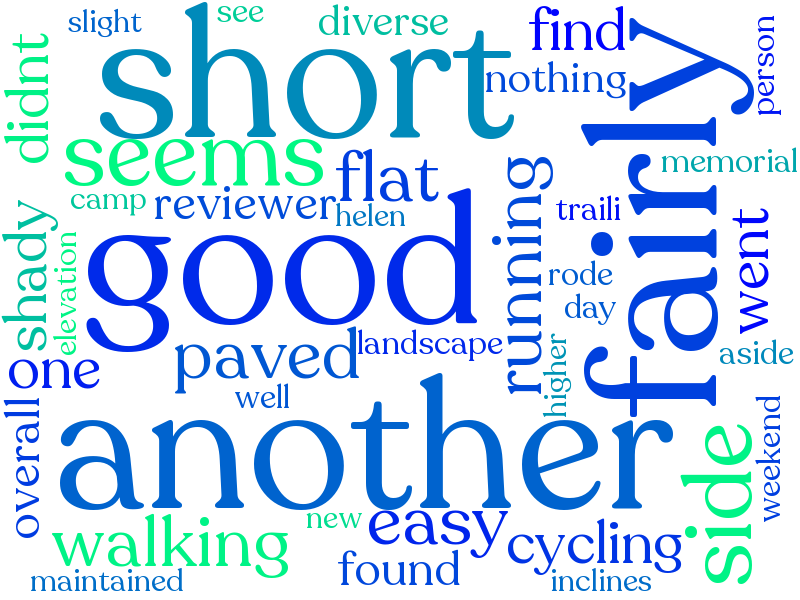 slight
see
diverse
find
person
didnt
short
nothing
fairly
seems
flat
memorial
camp
reviewer
helen
running
traili
went
shady
elevation
good
rode
day
landscape
aside
one
paved
higher
well
overall
another
weekend
side
walking
new
easy
cycling
found
maintained
inclines